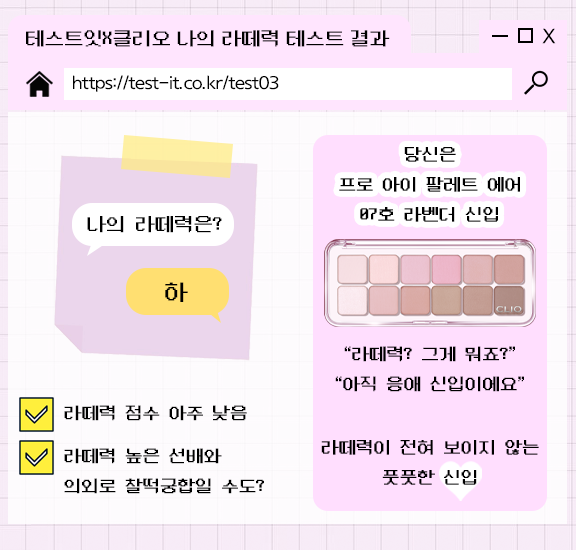 테스트잇X클리오 나의 라떼력 테스트 결과
X
https://test-it.co.kr/test03
나의 라떼력은?
하
라떼력 점수 아주 낮음
라떼력 높은 선배와
의외로 찰떡궁합일 수도?
당신은
프로 아이 팔레트 에어
07호 라벤더 신입
CLIO
“라떼력? 그게 뭐죠?”
“아직 응애 신입이에요”
라떼력이 전혀 보이지 않는
풋풋한 신입